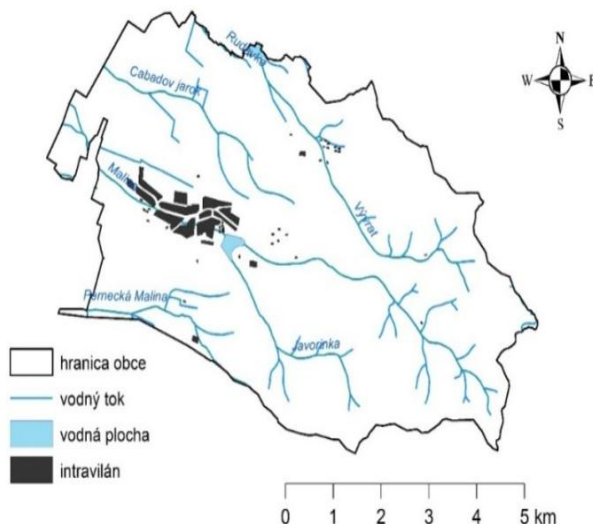 N
W E
S
Rudávka
Cabadov jarok
Malina
Vývrat
Pernecká Malina
Javorinka
hranica obce
vodný tok
vodná plocha
intravilán
0 1 2 3 4 5 km